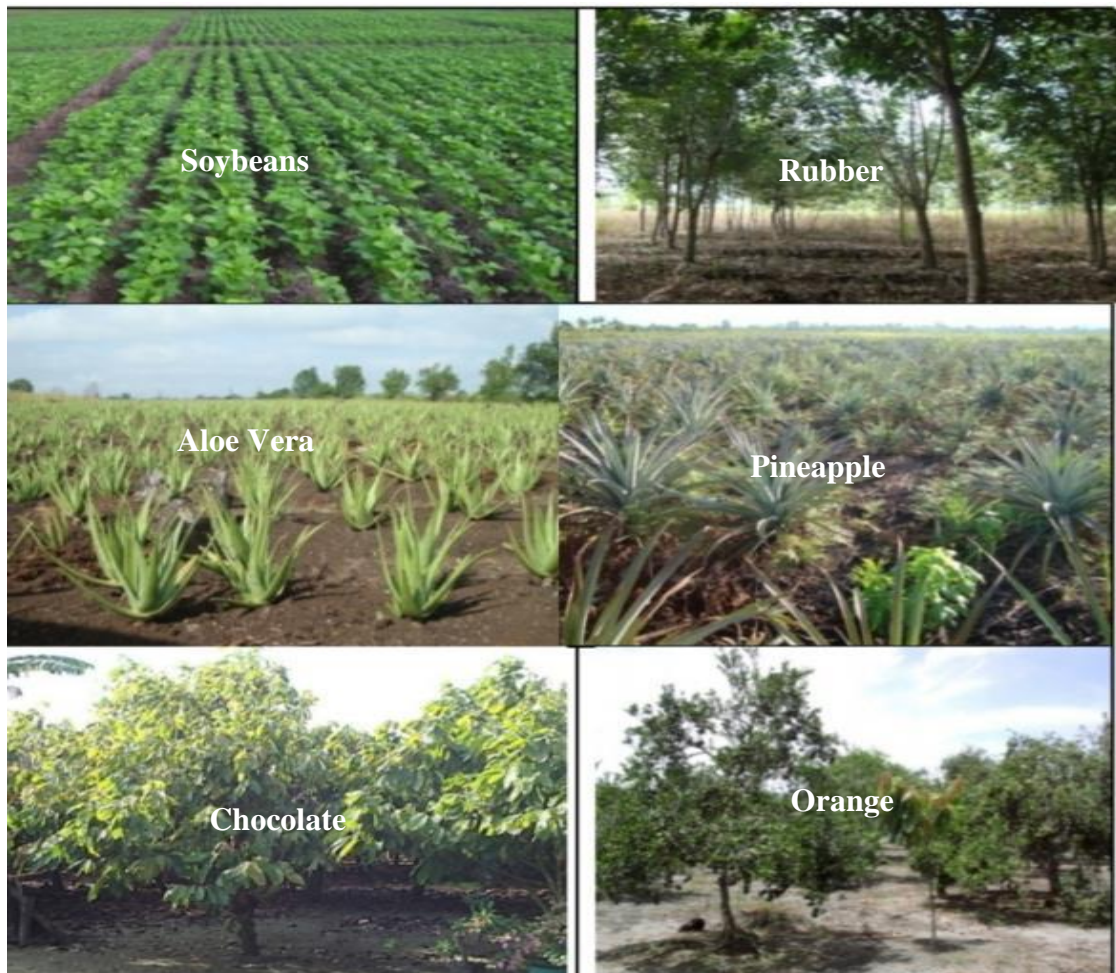 Soybeans
Rubber
Aloe Vera
Pineapple
Chocolate
Orange